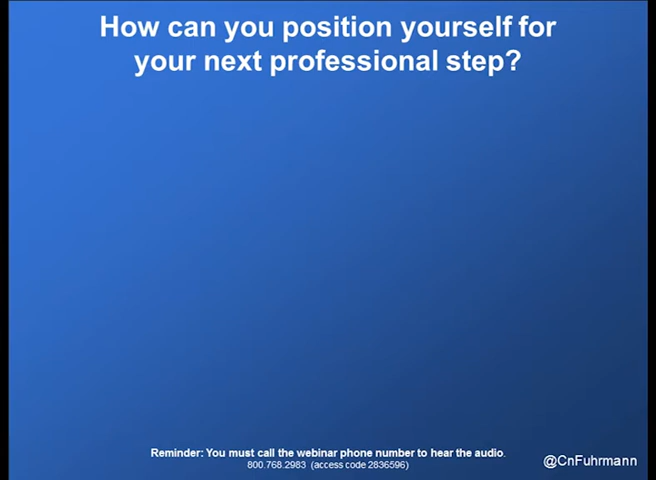 How can you position yourself for
your next professional step?
Reminder: You must call the webinar phone number to hear the audio.
800.768.2983 (access code 2836596)
@CnFuhrmann